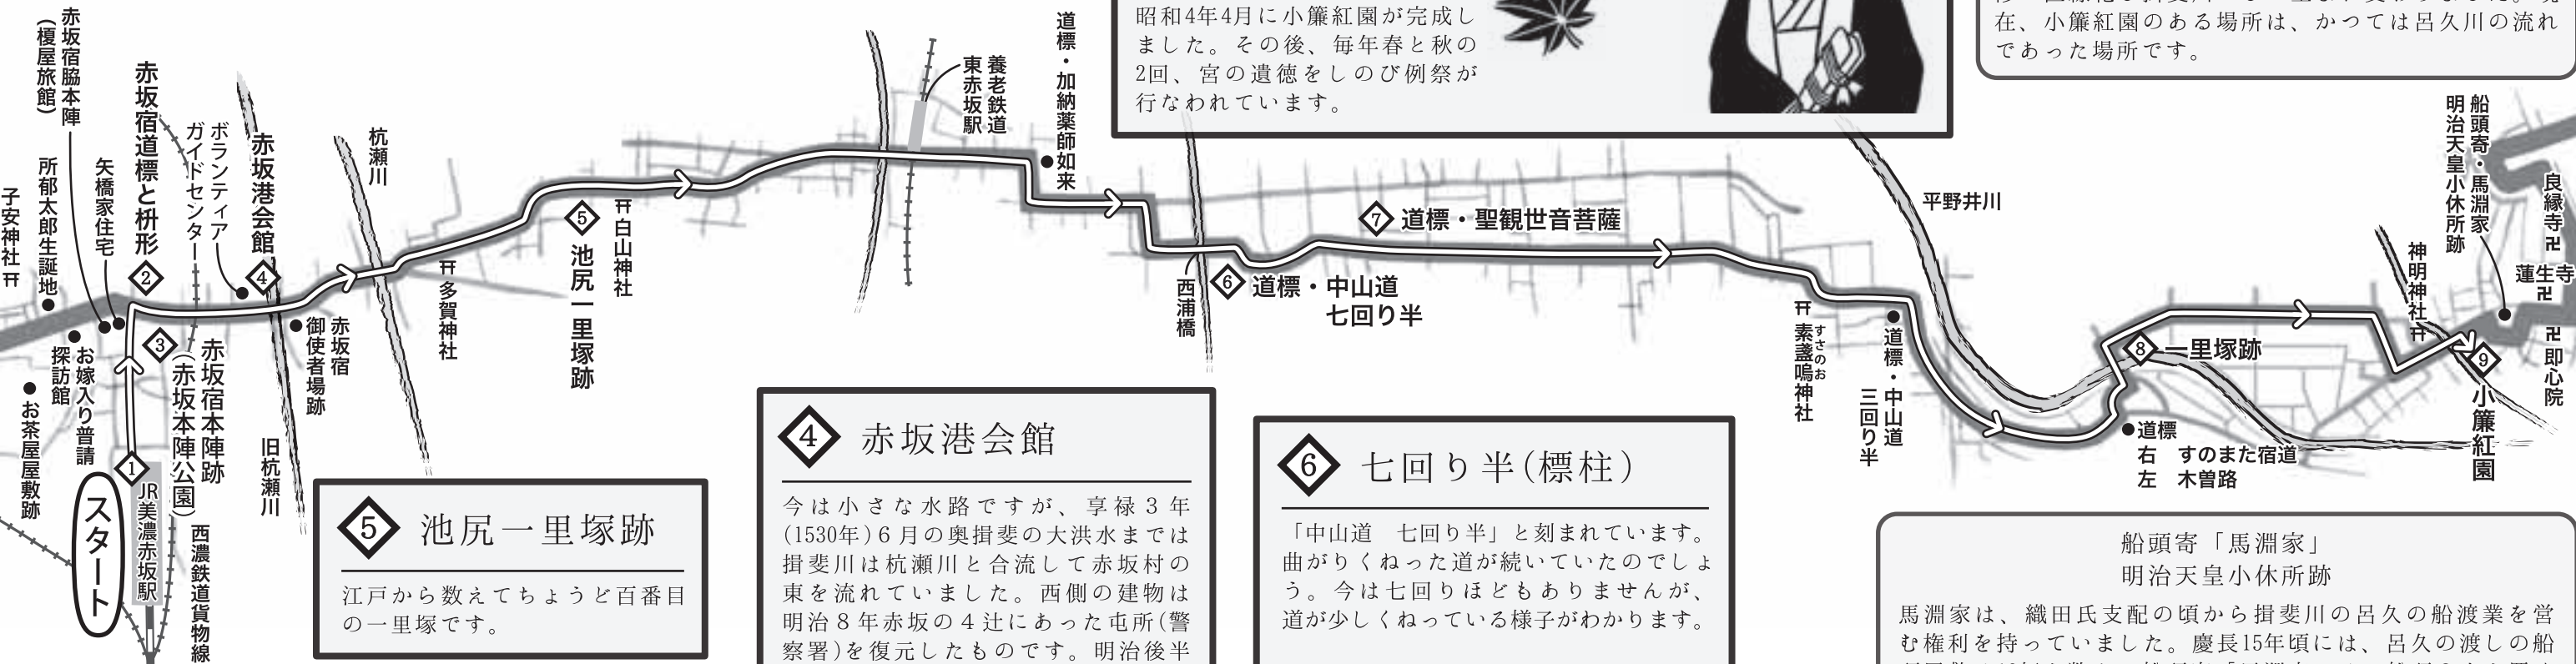 赤坂宿脇本陣
(榎屋旅館)
所郁太郎生誕地
子安神社
矢橋家住宅
赤坂宿道標と枡形
2
ボランティア
ガイドセンター
赤坂港会館
4
杭瀬川
お嫁入り普請
探訪館
お茶屋屋敷跡
3
赤坂宿本陣跡
(赤坂本陣公園)
1
スタート
JR美濃赤坂駅
西濃鉄道貨物線
旧杭瀬川
赤坂宿
御使者場跡
多賀神社
5
池尻一里塚跡
白山神社
養老鉄道
東赤坂駅
道標・加納薬師如来
西浦橋
6
道標・中山道
七回り半
7
道標・聖観世音菩薩
素盞嗚神社
すさのお
道標・中山道
三回り半
平野井川
8
一里塚跡
道標
右 すのまた宿道
左 木曽路
神明神社
船頭寄・馬淵家
明治天皇小休所跡
良縁寺
蓮生寺
即心院
9
小簾紅園
昭和4年4月に小簾紅園が完成し
ました。その後、毎年春と秋の
2回、宮の遺徳をしのび例祭が
行なわれています。
在、小簾紅園のある場所は、かつては呂久川の流れ
であった場所です。
5 池尻一里塚跡
江戸から数えてちょうど百番目
の一里塚です。
4 赤坂港会館
今は小さな水路ですが、享禄3年
(1530年)6月の奥揖斐の大洪水までは
揖斐川は杭瀬川と合流して赤坂村の
東を流れていました。西側の建物は
明治8年赤坂の4辻にあった屯所(警
察署)を復元したものです。明治後半
6 七回り半(標柱)
「中山道 七回り半」と刻まれています。
曲がりくねった道が続いていたのでしょ
う。今は七回りほどもありませんが、
道が少しくねっている様子がわかります。
船頭寄「馬淵家」
明治天皇小休所跡
馬淵家は、織田氏支配の頃から揖斐川の呂久の船渡業を営
む権利を持っていました。慶長15年頃には、呂久の渡しの船